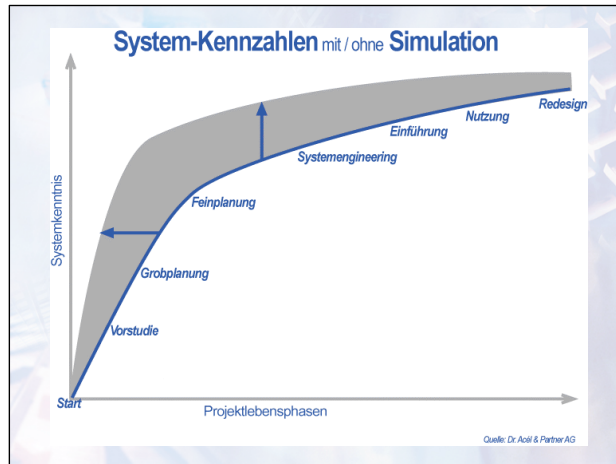 System-Kennzahlen mit / ohne Simulation
Systemkenntnis
Redesign
Nutzung
Einführung
Systemengineering
Feinplanung
Grobplanung
Vorstudie
Start
Projektlebensphasen
Quelle: Dr. Acél & Partner AG